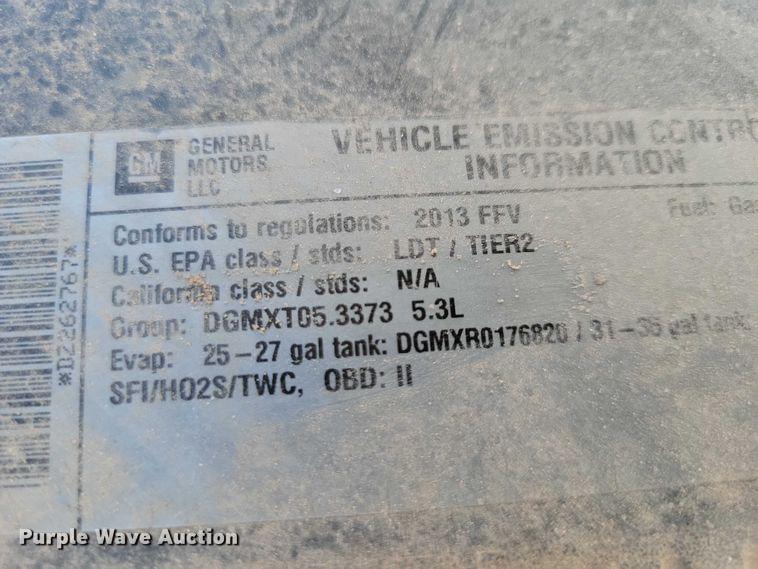 GM
GENERAL MOTORS LLC
VEHICLE EMISSION CONTRO
INFORMATION
Conforms to regulations: 2013 FFV
Fuel: Gas
U.S. EPA class / stds: LDT / TIER2
California class / stds: N/A
Group: DGMXT05.3373 5.3L
Evap: 25-27 gal tank: DGMXR0176820 / 31-36 gal tank:
SFI/HO2S/TWC, OBD: II
Purple Wave Auction